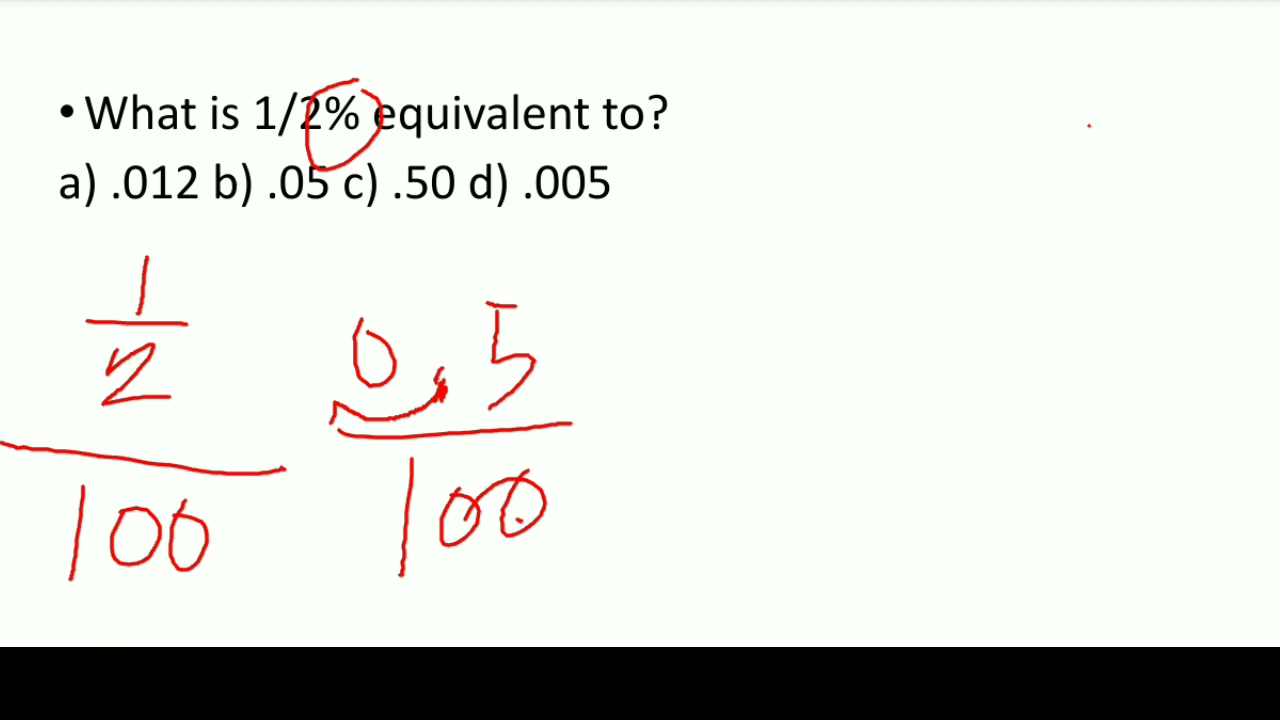 • What is 1/2% equivalent to?
a) .012 b) .05 c) .50 d) .005
1
2
100
0.5
100